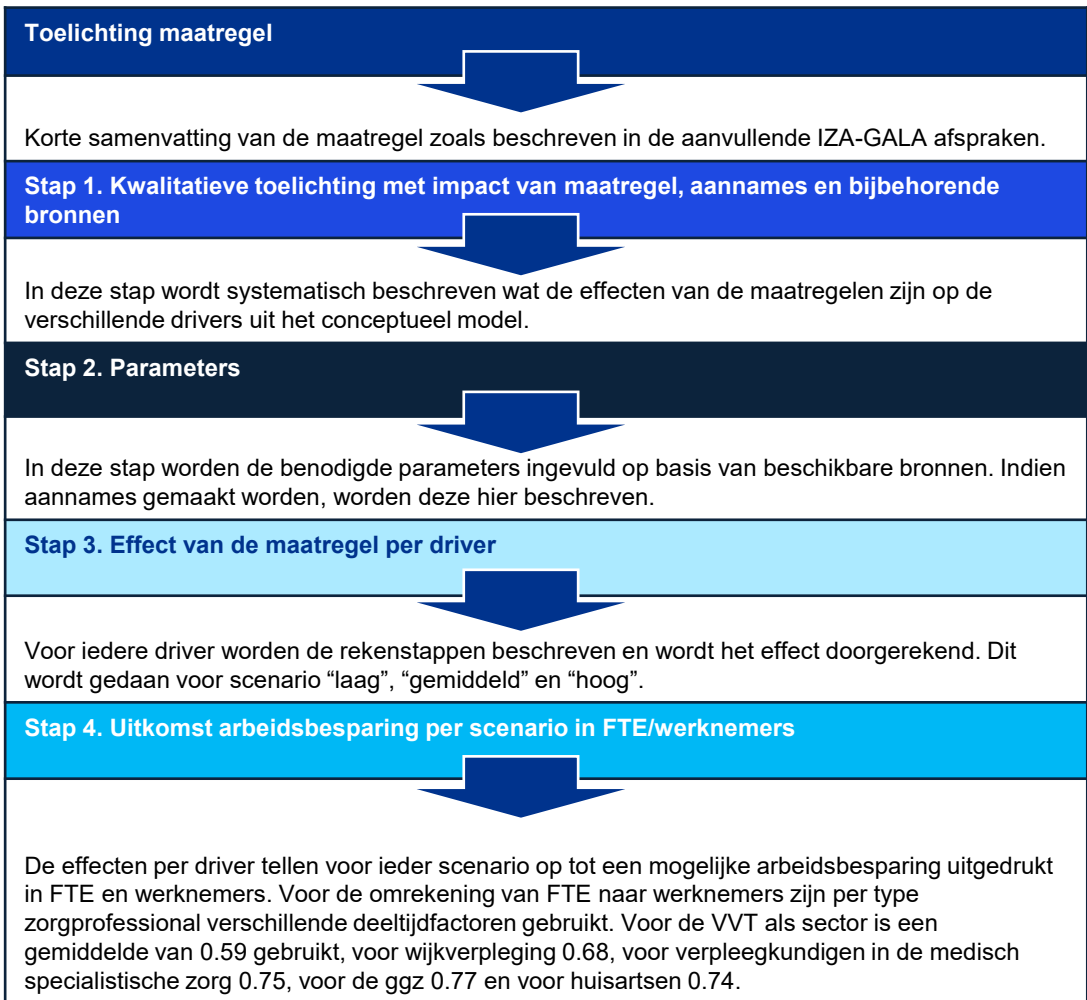 Toelichting maatregel
Korte samenvatting van de maatregel zoals beschreven in de aanvullende IZA-GALA afspraken.
Stap 1. Kwalitatieve toelichting met impact van maatregel, aannames en bijbehorende
bronnen
In deze stap wordt systematisch beschreven wat de effecten van de maatregelen zijn op de
verschillende drivers uit het conceptueel model.
Stap 2. Parameters
In deze stap worden de benodigde parameters ingevuld op basis van beschikbare bronnen. Indien
aannames gemaakt worden, worden deze hier beschreven.
Stap 3. Effect van de maatregel per driver
Voor iedere driver worden de rekenstappen beschreven en wordt het effect doorgerekend. Dit
wordt gedaan voor scenario “laag”, “gemiddeld” en “hoog”.
Stap 4. Uitkomst arbeidsbesparing per scenario in FTE/werknemers
De effecten per driver tellen voor ieder scenario op tot een mogelijke arbeidsbesparing uitgedrukt
in FTE en werknemers. Voor de omrekening van FTE naar werknemers zijn per type
zorgprofessional verschillende deeltijdfactoren gebruikt. Voor de VVT als sector is een
gemiddelde van 0.59 gebruikt, voor wijkverpleging 0.68, voor verpleegkundigen in de medisch
specialistische zorg 0.75, voor de ggz 0.77 en voor huisartsen 0.74.